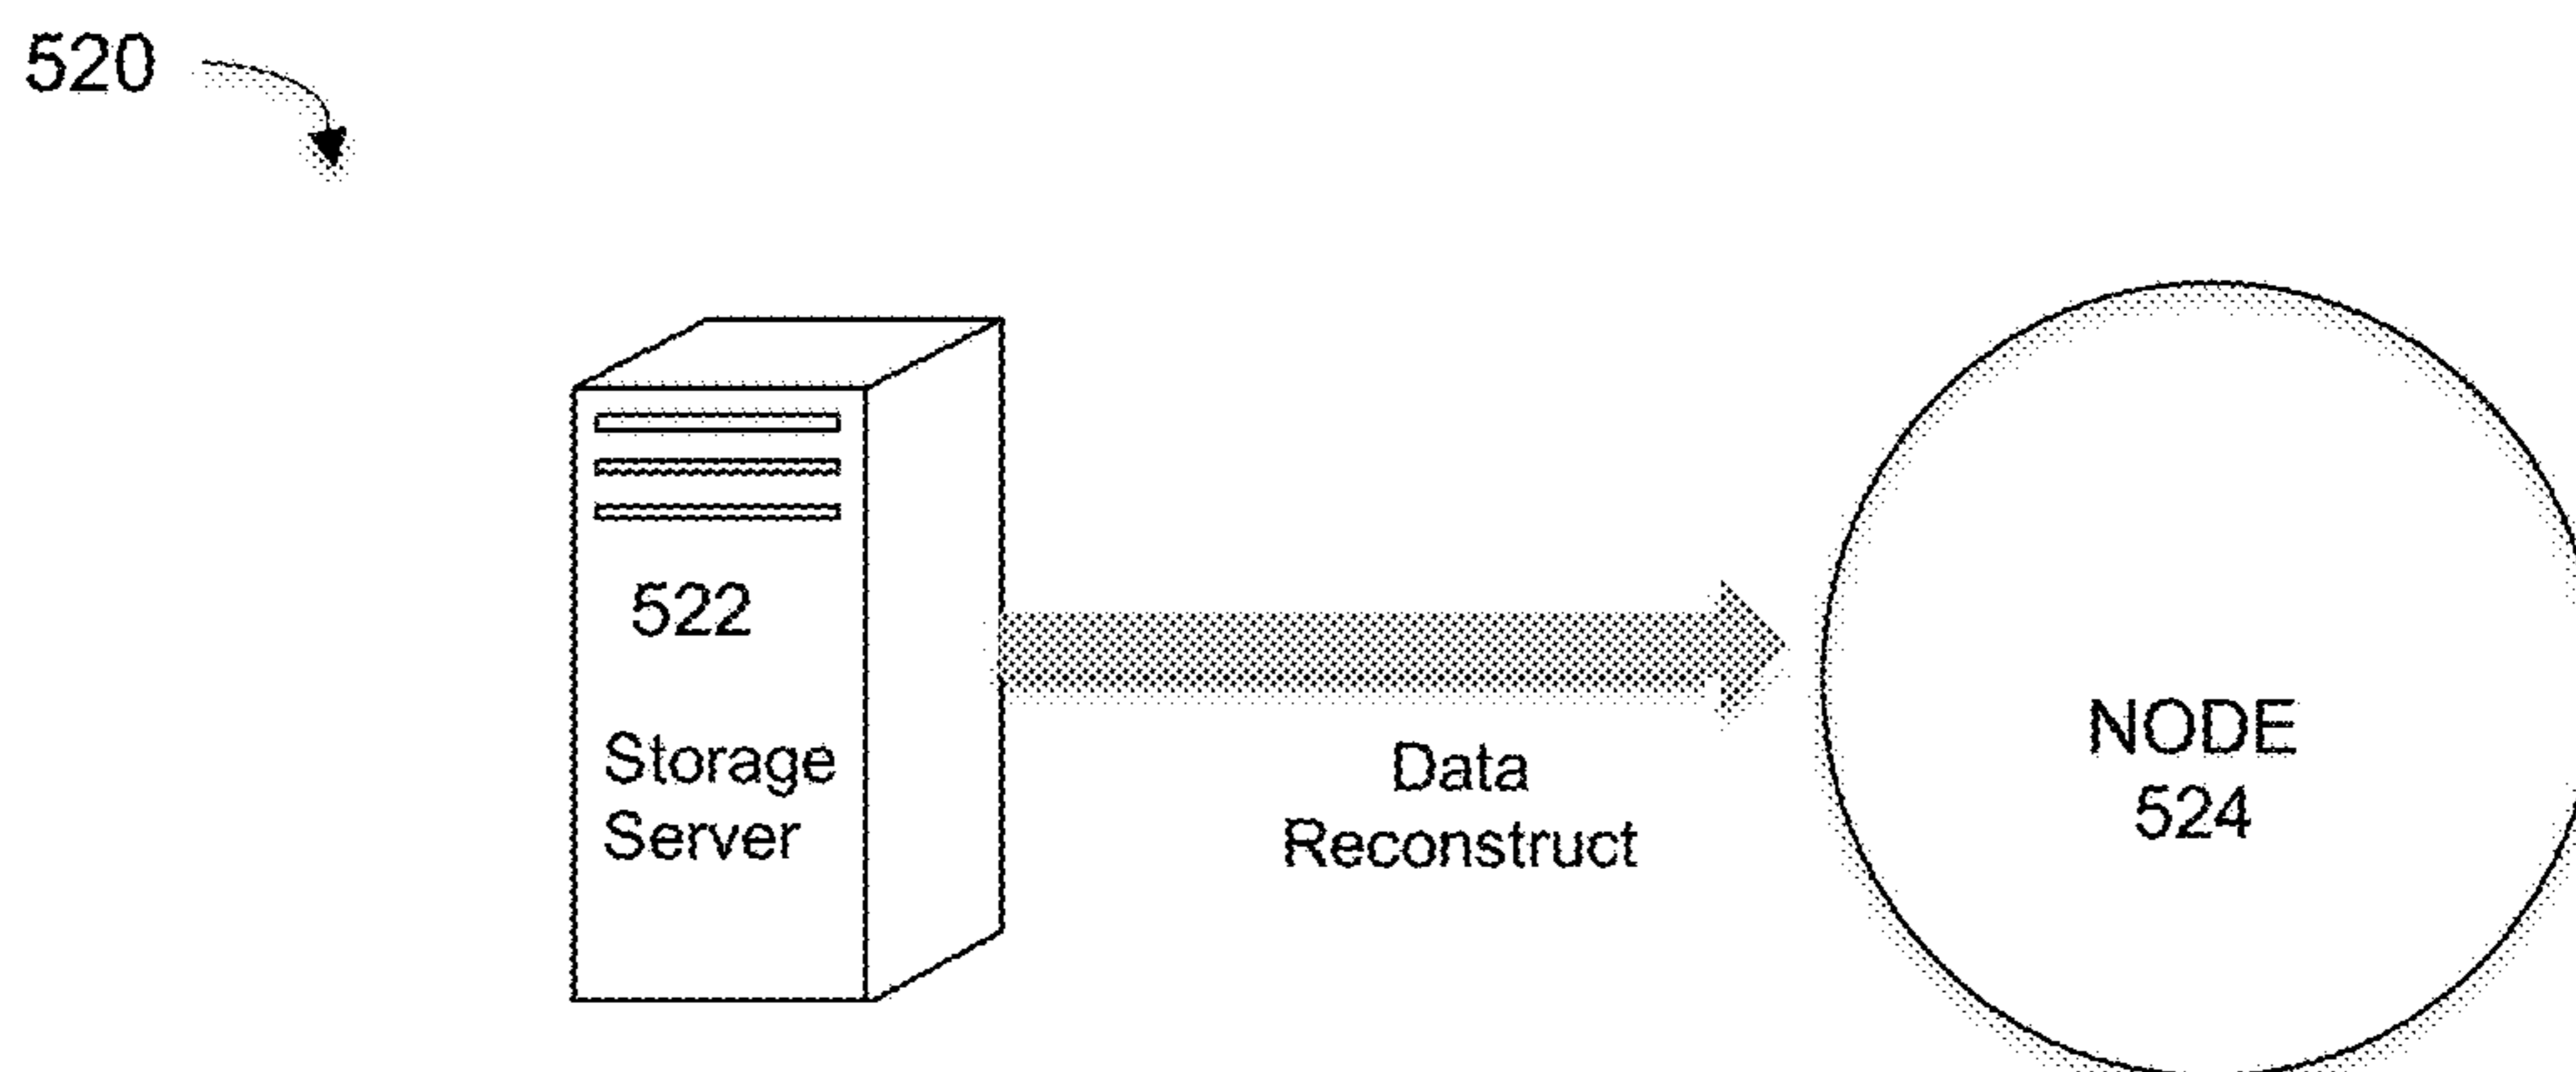 520
522
Storage
Server
Data
Reconstruct
NODE
524